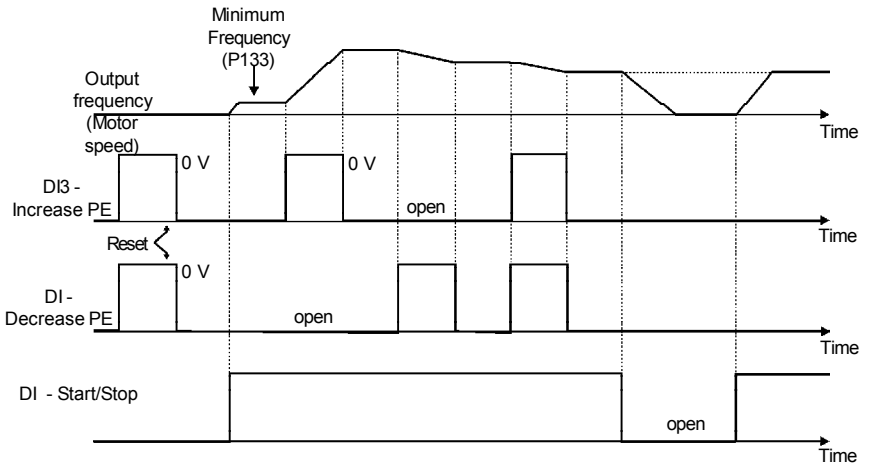 Minimum
Frequency
(P133)
Output
frequency
(Motor
speed)
Time
0 V
0 V
DI3 -
Increase PE
open
Time
Reset
0 V
DI -
Decrease PE
open
Time
DI - Start/Stop
open
Time